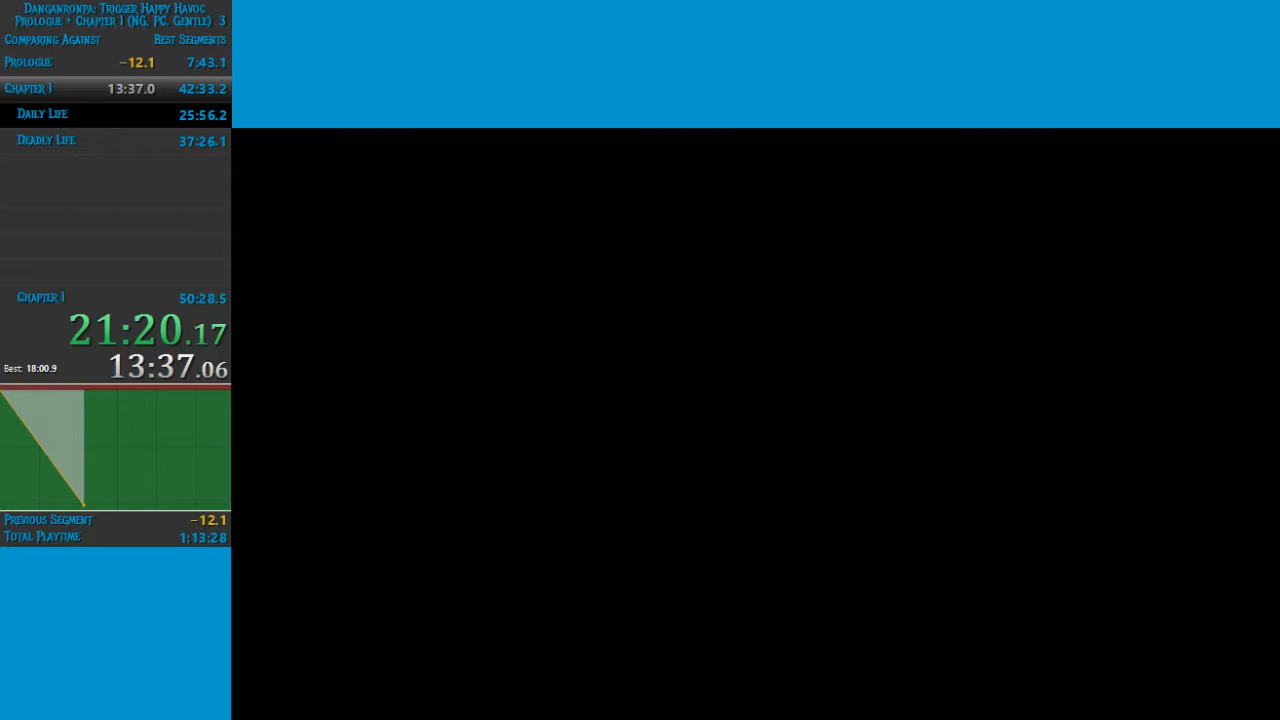 Danganronpa: Trigger Happy Havoc
Prologue + Chapter 1 (NG, PC, Gentle) 3
Comparing Against Best Segments
Prologue −12.1 7:43.1
Chapter 1 13:37.0 42:33.2
Daily Life 25:56.2
Deadly Life 37:26.1
Chapter 1 50:28.5
21:20.17
Best: 18:00.9 13:37.06
Previous Segment −12.1
Total Playtime 1:13:28